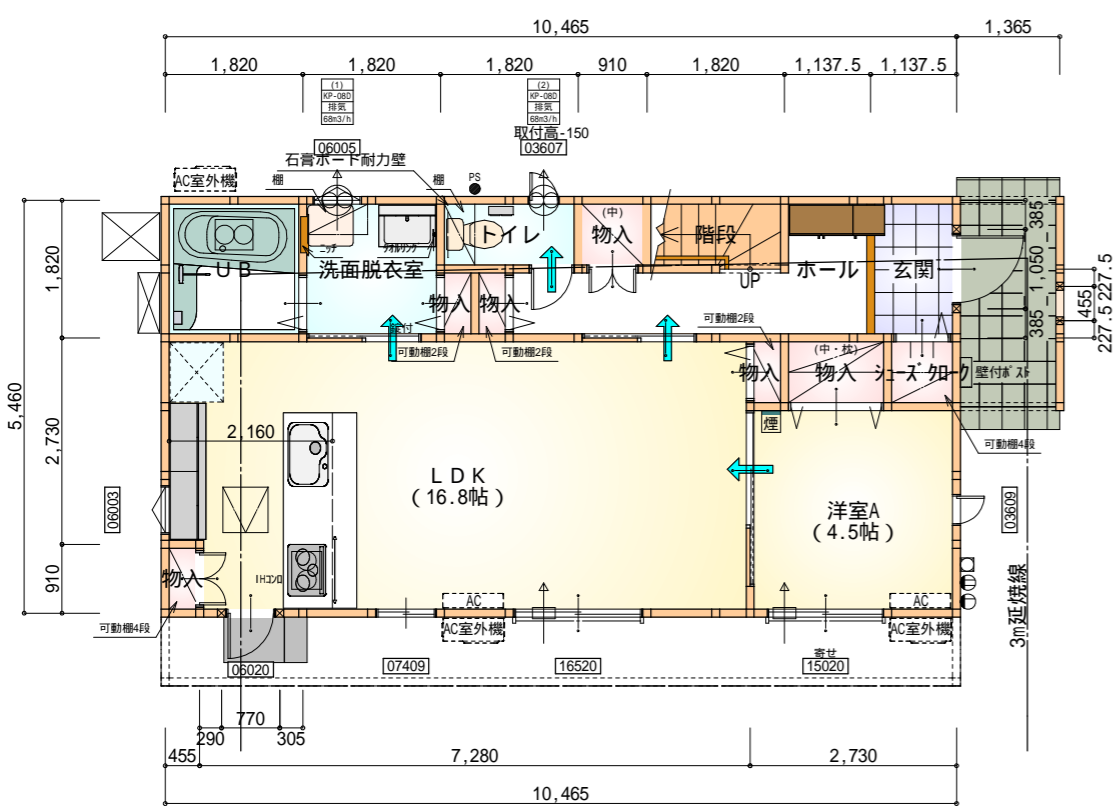 10,465
1,365
1,820
1,820
1,820
910
1,820
1,137.5
1,137.5
(1)
KP-08D
排気
68m3/h
(2)
KP-08D
排気
68m3/h
取付高-150
06005
03607
石膏ボード耐力壁
AC室外機
棚
棚
PS
ニッチ
タオルリング
UB
洗面脱衣室
トイレ
(中)
物入
階段
UP
ホール
玄関
385
1,050
385
455
227.5
227.5
物入
物入
可動棚2段
可動棚2段
可動棚2段
物入
(中・枕)
物入
シューズクローク
壁付ポスト
可動棚4段
煙
5,460
1,820
2,730
910
2,160
LDK
(16.8帖)
洋室A
(4.5帖)
06003
03609
物入
IHコンロ
可動棚4段
AC
AC室外機
AC
AC室外機
3m延焼線
06020
07409
16520
寄せ
15020
770
290
305
455
7,280
2,730
10,465